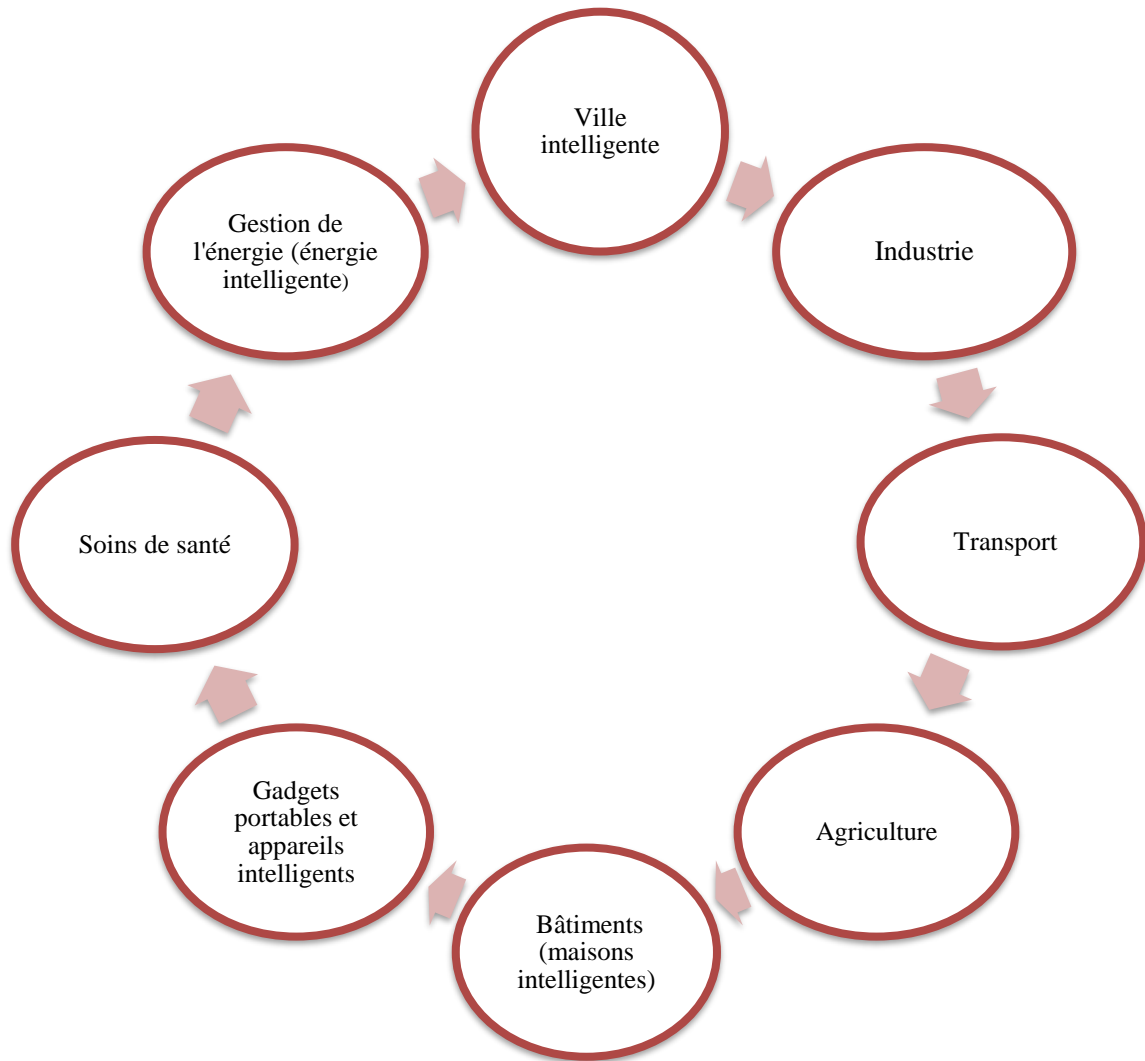 Ville
intelligente
Industrie
Transport
Agriculture
Bâtiments
(maisons
intelligentes)
Gadgets
portables et
appareils
intelligents
Soins de santé
Gestion de
l'énergie (énergie
intelligente)